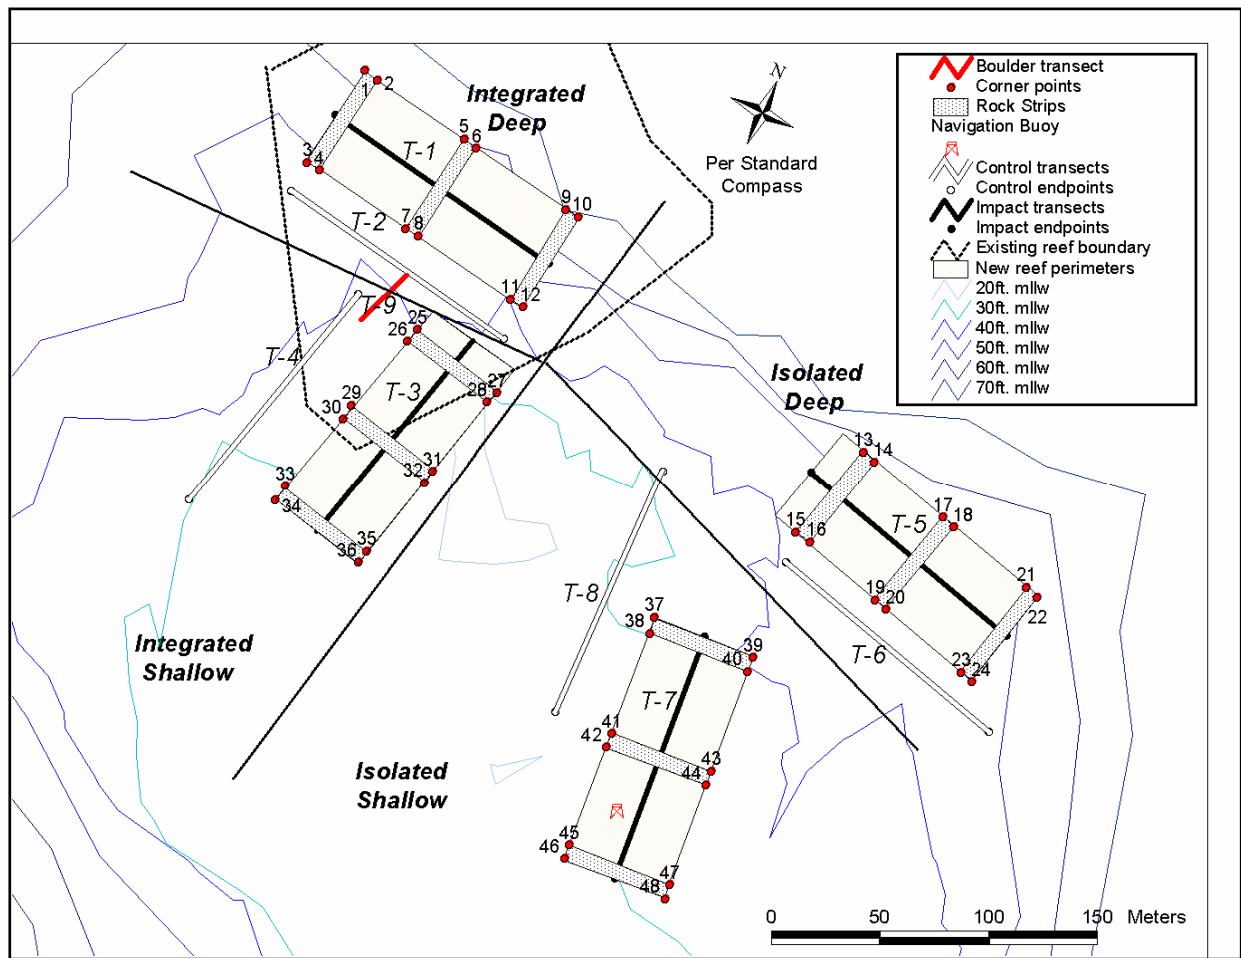 Integrated
Deep
N
Per Standard
Compass
Boulder transect
Corner points
Rock Strips
Navigation Buoy
Control transects
Control endpoints
Impact transects
Impact endpoints
Existing reef boundary
New reef perimeters
20ft. mllw
30ft. mllw
40ft. mllw
50ft. mllw
60ft. mllw
70ft. mllw
1
2
3
4
5
6
7
8
9
10
11
12
T-1
T-2
T-9
T-4
T-3
25
26
27
28
29
30
31
32
33
34
35
36
Isolated
Deep
13
14
15
16
17
18
19
20
21
22
23
24
T-5
T-6
Integrated
Shallow
T-8
T-7
37
38
39
40
41
42
43
44
45
46
47
48
Isolated
Shallow
0 50 100 150 Meters